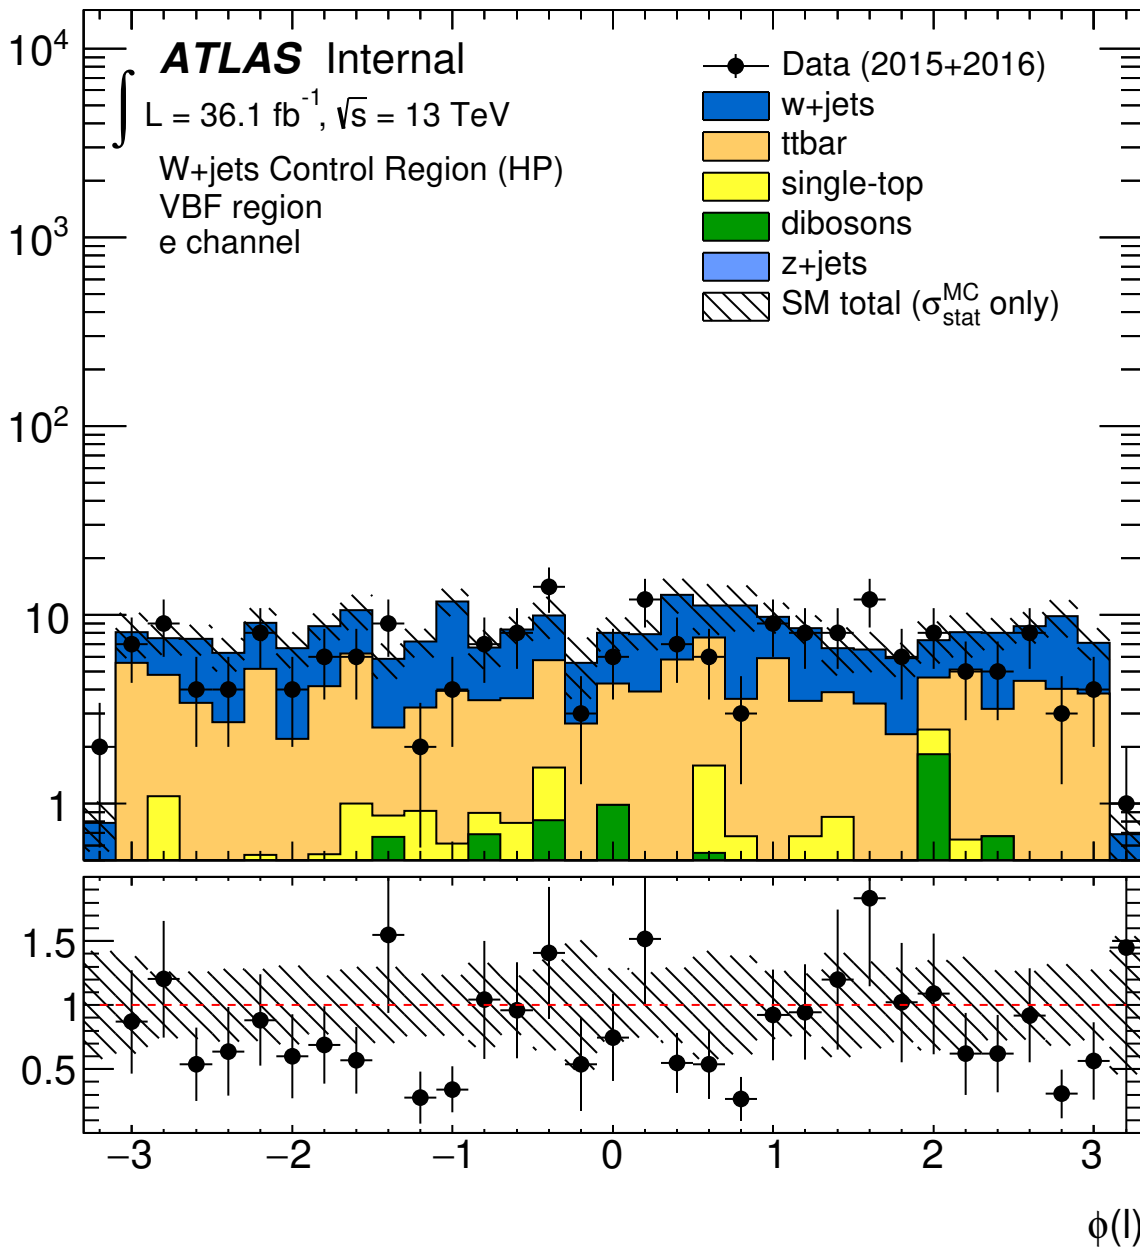 ATLAS Internal
∫ L = 36.1 fb⁻¹, √s = 13 TeV
W+jets Control Region (HP)
VBF region
e channel
Data (2015+2016)
w+jets
ttbar
single-top
dibosons
z+jets
SM total (σ^MC_stat only)
10⁴
10³
10²
10
1
1.5
1
0.5
−3 −2 −1 0 1 2 3
ϕ(l)